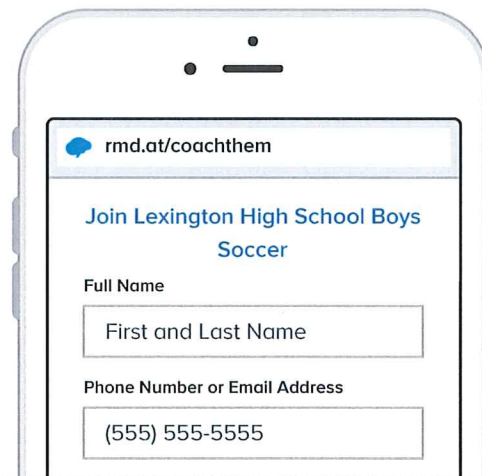 rmd.at/coachthem
Join Lexington High School Boys
Soccer
Full Name
First and Last Name
Phone Number or Email Address
(555) 555-5555